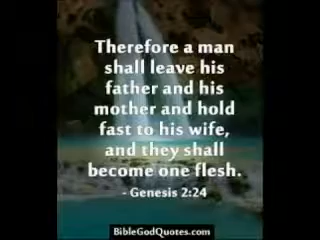 Therefore a man
shall leave his
father and his
mother and hold
fast to his wife,
and they shall
become one flesh.
- Genesis 2:24
BibleGodQuotes.com